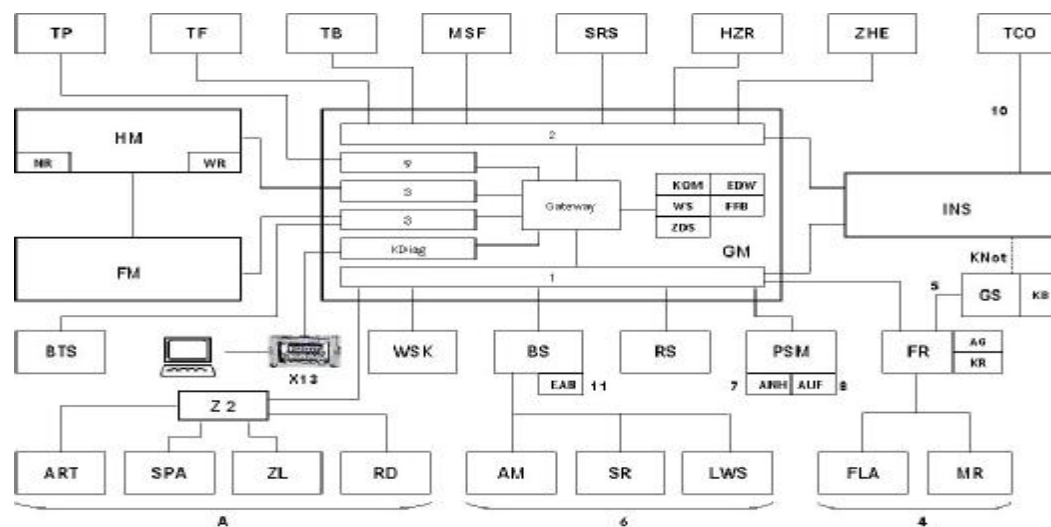 TP TF TB MSF SRS HZR ZHE TCO
10
2
HM
NR WR
9
3
Gateway
KOM EDW
WS FFB
INS
3
ZDS
FM
KDiag
GM
KNot
1
5 GS KB
BTS
X13
WSK
BS
RS
PSM
FR
AG
KR
EAB 11
7 ANH AUF 8
Z 2
ART SPA ZL RD AM SR LWS FLA MR
A 6 4